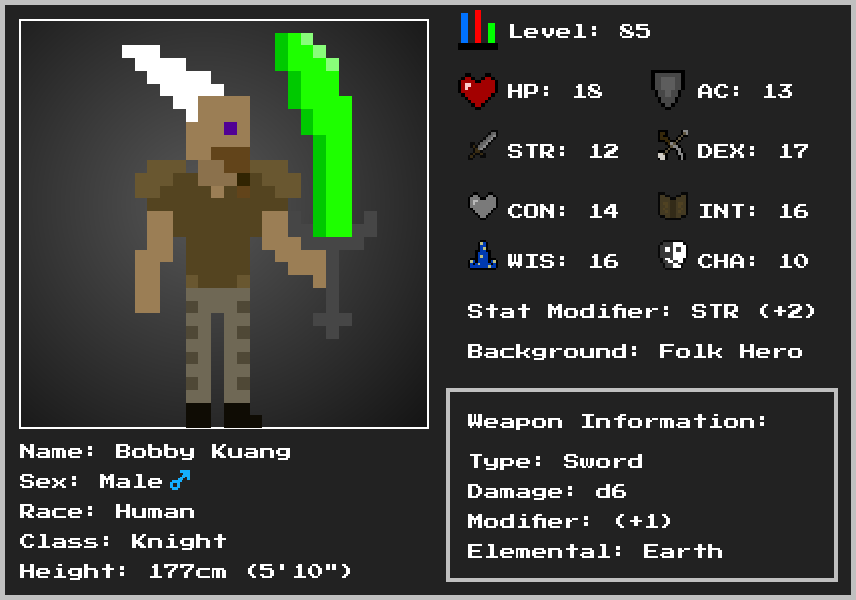 Level: 85
HP: 18
AC: 13
STR: 12
DEX: 17
CON: 14
INT: 16
WIS: 16
CHA: 10
Stat Modifier: STR (+2)
Background: Folk Hero
Weapon Information:
Type: Sword
Damage: d6
Modifier: (+1)
Elemental: Earth
Name: Bobby Kuang
Sex: Male♂
Race: Human
Class: Knight
Height: 177cm (5'10")